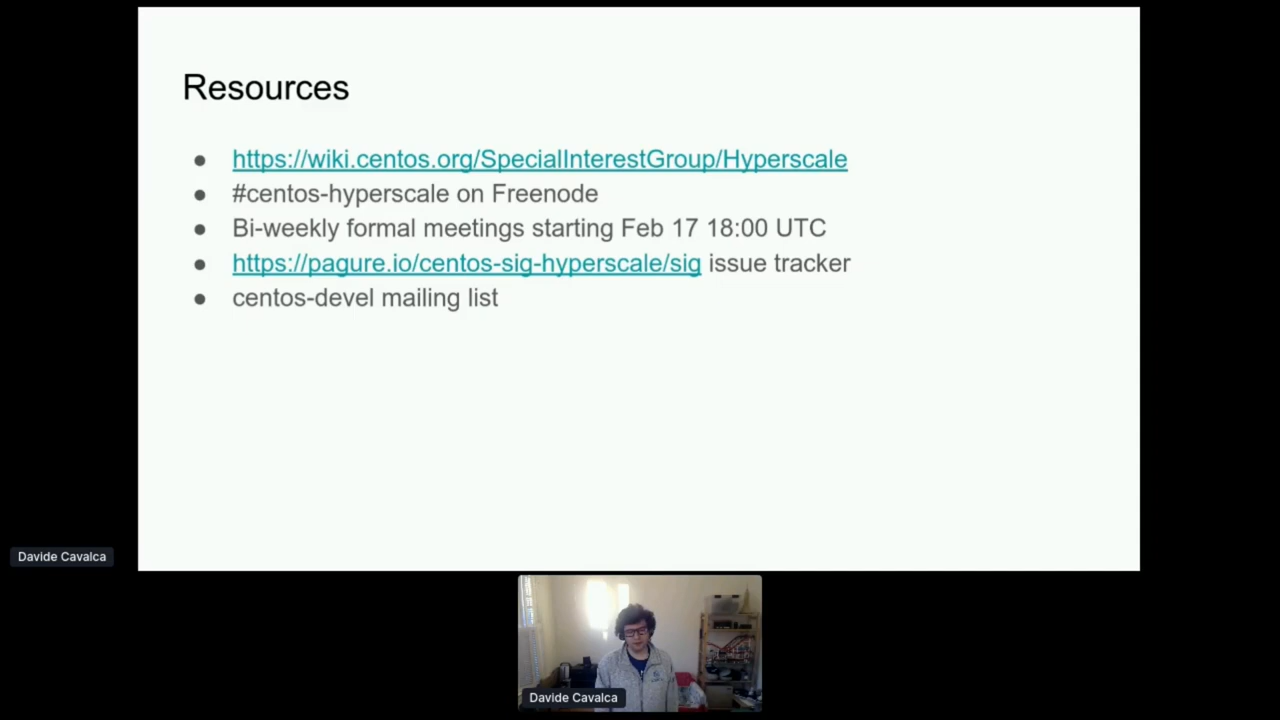 Resources
● https://wiki.centos.org/SpecialInterestGroup/Hyperscale
● #centos-hyperscale on Freenode
● Bi-weekly formal meetings starting Feb 17 18:00 UTC
● https://pagure.io/centos-sig-hyperscale/sig issue tracker
● centos-devel mailing list
Davide Cavalca
Davide Cavalca